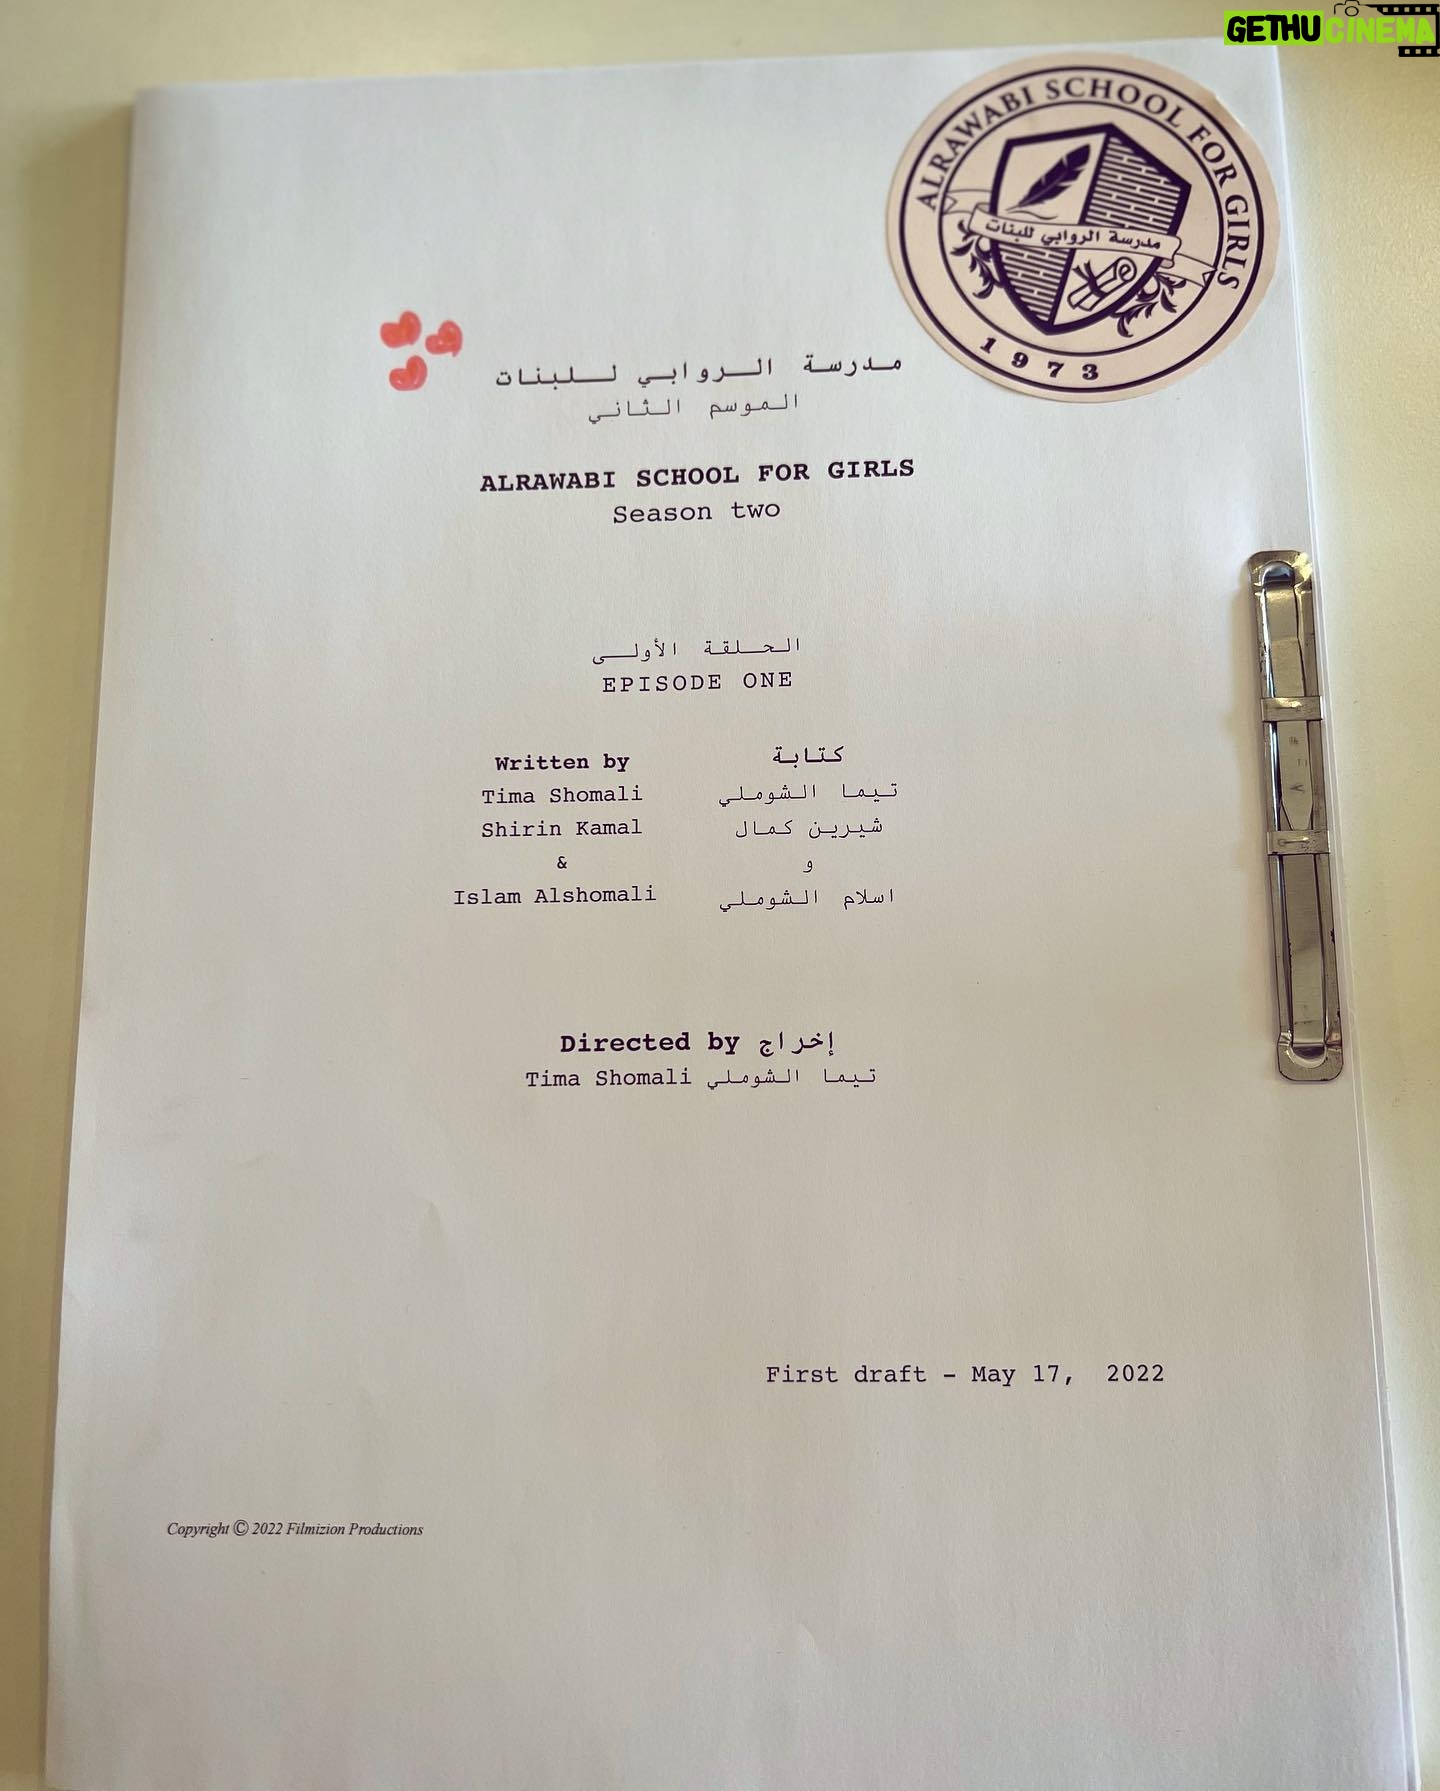 GETHUCINEMA
ALRAWABI SCHOOL FOR GIRLS
مدرسة الروابي للبنات
1973
مدرسة الروابي للبنات
الموسم الثاني
ALRAWABI SCHOOL FOR GIRLS
Season two
الحلقة الأولى
EPISODE ONE
Written by كتابة
Tima Shomali تيما الشوملي
Shirin Kamal شيرين كمال
& و
Islam Alshomali اسلام الشوملي
Directed by إخراج
Tima Shomali تيما الشوملي
First draft – May 17, 2022
Copyright © 2022 Filmizion Productions